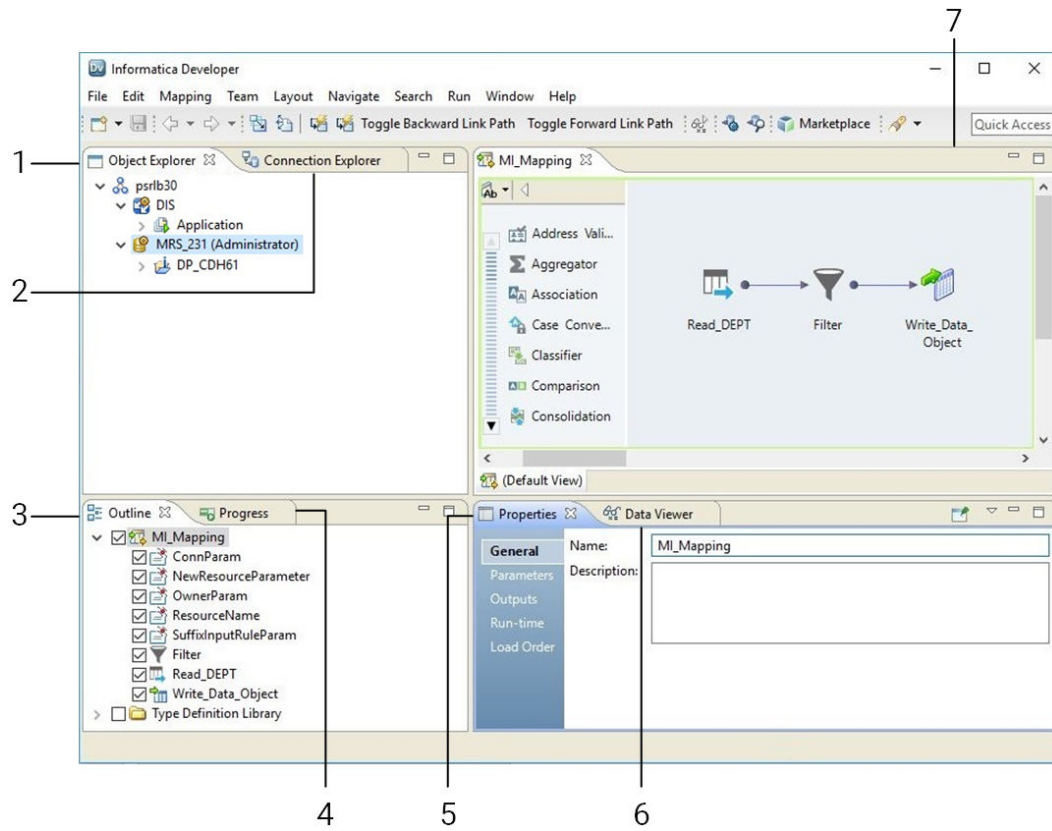 7
Informatica Developer
File Edit Mapping Team Layout Navigate Search Run Window Help
Toggle Backward Link Path Toggle Forward Link Path Marketplace Quick Access
1
Object Explorer Connection Explorer
psrlb30
DIS
Application
MRS_231 (Administrator)
DP_CDH61
2
MI_Mapping
Ab
Address Vali...
Aggregator
Association
Case Conve...
Classifier
Comparison
Consolidation
Read_DEPT
Filter
Write_Data_
Object
(Default View)
3
Outline Progress
MI_Mapping
ConnParam
NewResourceParameter
OwnerParam
ResourceName
SuffixInputRuleParam
Filter
Read_DEPT
Write_Data_Object
Type Definition Library
Properties Data Viewer
General
Parameters
Outputs
Run-time
Load Order
Name: MI_Mapping
Description:
4 5 6